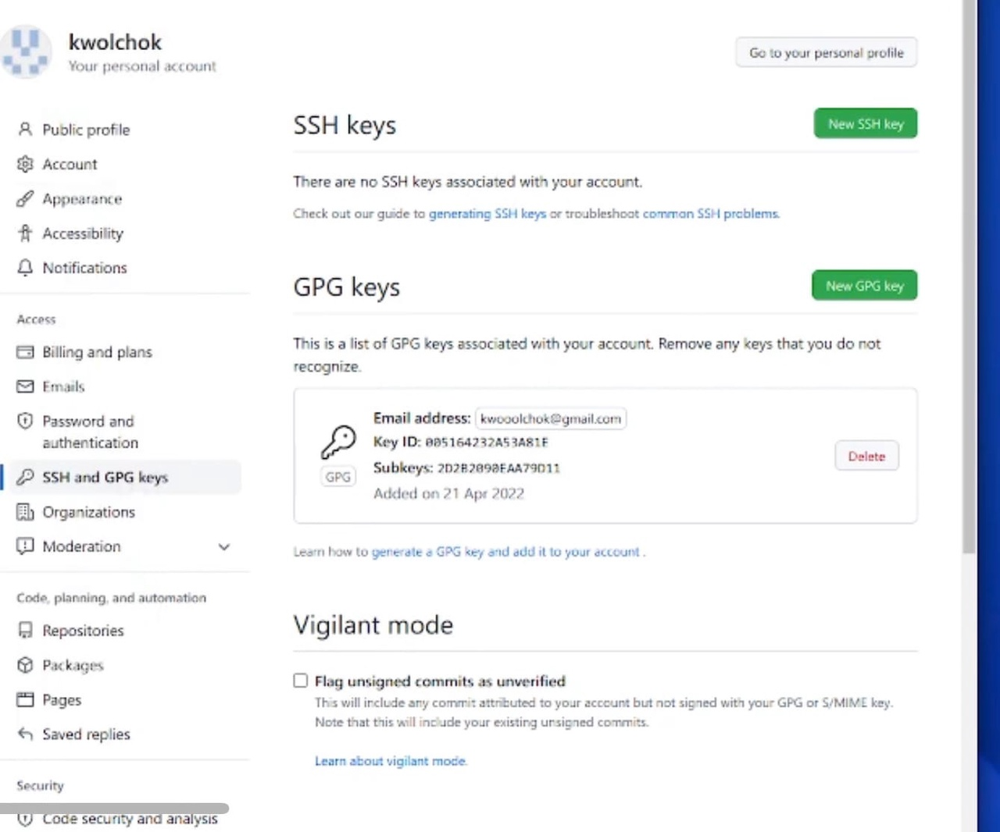 kwolchok
Your personal account
Go to your personal profile
Public profile
Account
Appearance
Accessibility
Notifications
Access
Billing and plans
Emails
Password and
authentication
SSH and GPG keys
Organizations
Moderation
Code, planning, and automation
Repositories
Packages
Pages
Saved replies
Security
Code security and analysis
SSH keys
New SSH key
There are no SSH keys associated with your account.
Check out our guide to generating SSH keys or troubleshoot common SSH problems.
GPG keys
New GPG key
This is a list of GPG keys associated with your account. Remove any keys that you do not
recognize.
Email address: kwooolchok@gmail.com
Key ID: 005164232A53A81E
GPG
Subkeys: 2D2B2090EAA79D11
Added on 21 Apr 2022
Delete
Learn how to generate a GPG key and add it to your account .
Vigilant mode
Flag unsigned commits as unverified
This will include any commit attributed to your account but not signed with your GPG or S/MIME key.
Note that this will include your existing unsigned commits.
Learn about vigilant mode.